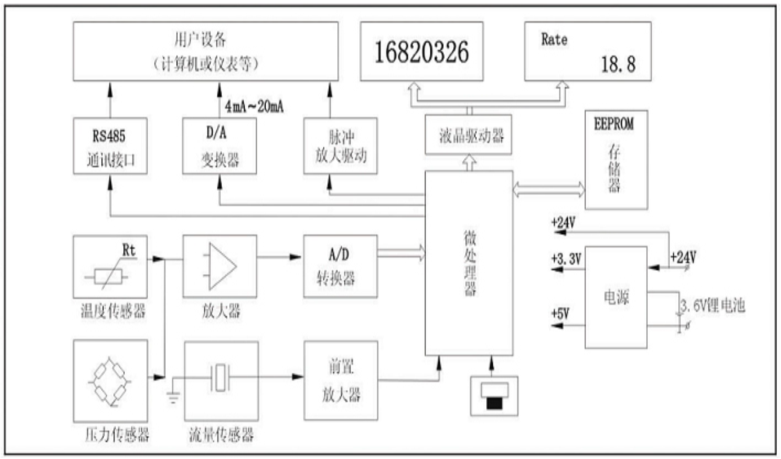 用户设备
（计算机或仪表等）
16820326
Rate
18.8
4mA～20mA
RS485
通讯接口
D/A
变换器
脉冲
放大驱动
液晶驱动器
EEPROM
存储器
微处理器
Rt
温度传感器
放大器
A/D
转换器
+24V
+24V
+3.3V
电源
3.6V锂电池
+5V
压力传感器
流量传感器
前置
放大器